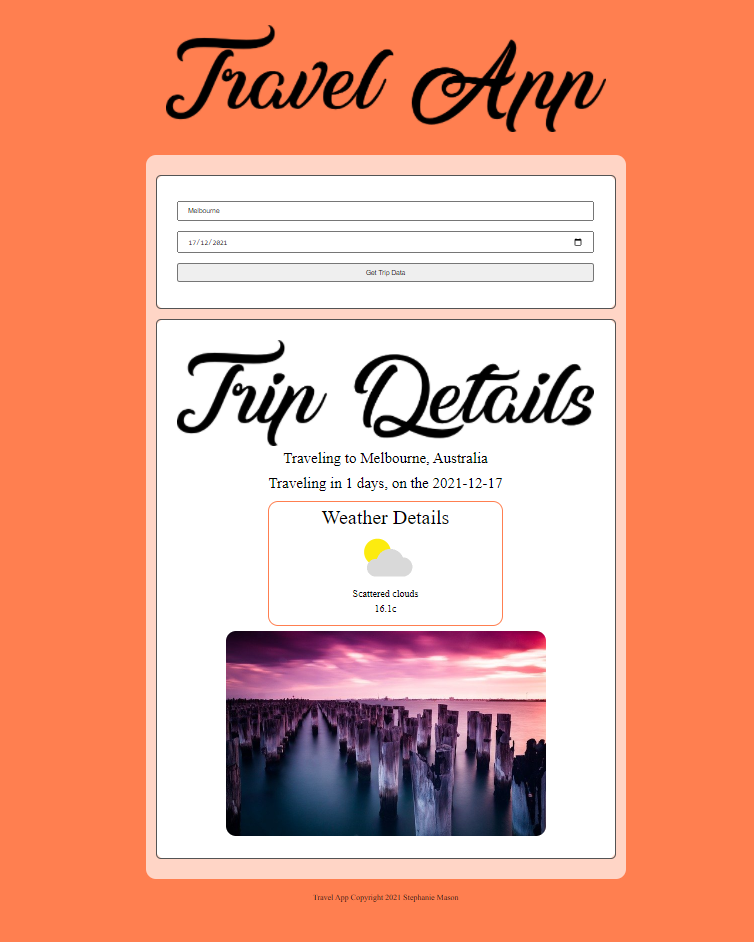 Travel App
Melbourne
17/12/2021
Get Trip Data
Trip Details
Traveling to Melbourne, Australia
Traveling in 1 days, on the 2021-12-17
Weather Details
Scattered clouds
16.1c
Travel App Copyright 2021 Stephanie Mason